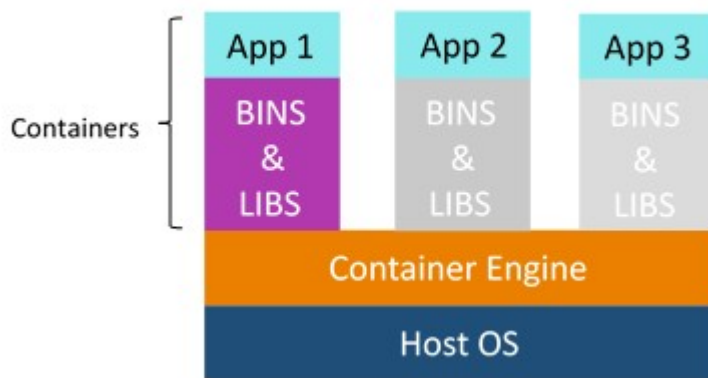 App 1
App 2
App 3
Containers
BINS
&
LIBS
BINS
&
LIBS
BINS
&
LIBS
Container Engine
Host OS